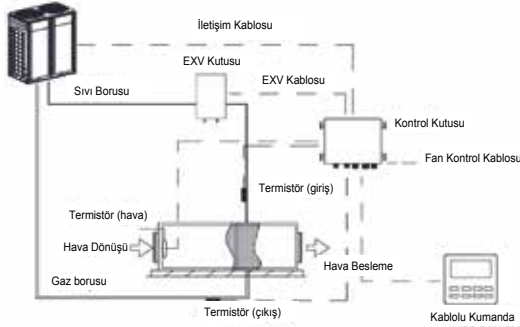 İletişim Kablosu
EXV Kutusu
EXV Kablosu
Sıvı Borusu
Kontrol Kutusu
Fan Kontrol Kablosu
Termistör (giriş)
Termistör (hava)
Hava Dönüşü
Hava Besleme
Gaz borusu
Termistör (çıkış)
Kablolu Kumanda